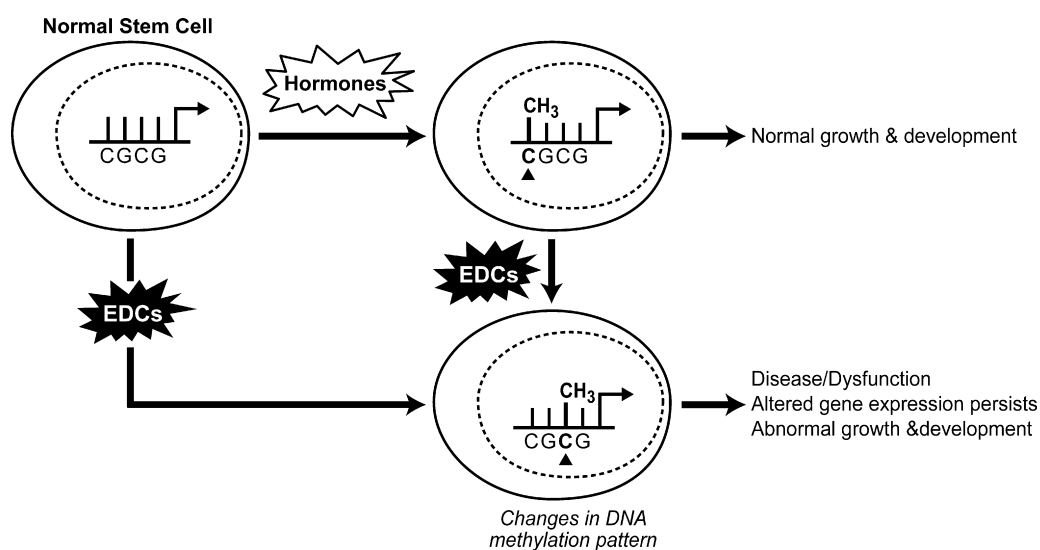 Normal Stem Cell
Hormones
CGCG
CH3
CGCG
Normal growth & development
EDCs
EDCs
CH3
CGCG
Disease/Dysfunction
Altered gene expression persists
Abnormal growth &development
Changes in DNA
methylation pattern